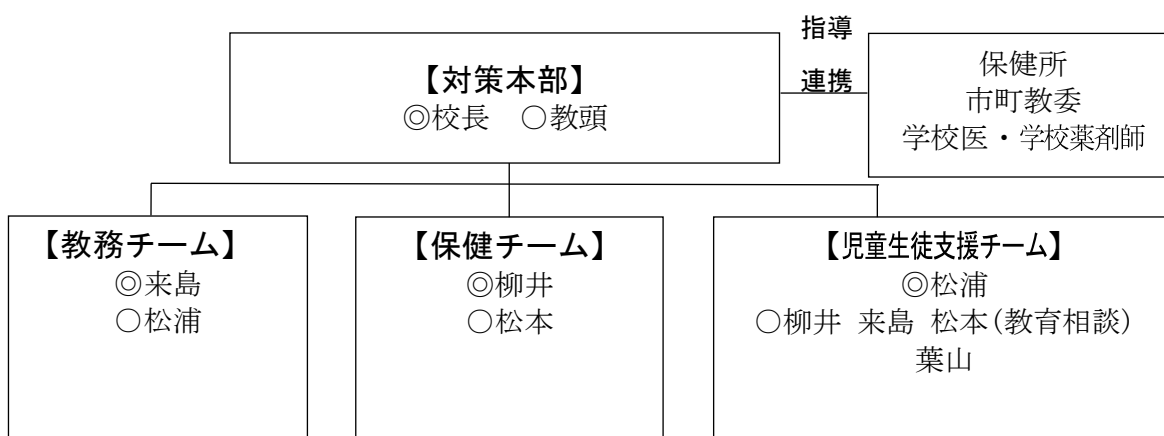 【対策本部】
◎校長　○教頭
指導
連携
保健所
市町教委
学校医・学校薬剤師
【教務チーム】
◎来島
○松浦
【保健チーム】
◎柳井
○松本
【児童生徒支援チーム】
◎松浦
○柳井 来島 松本(教育相談)
葉山